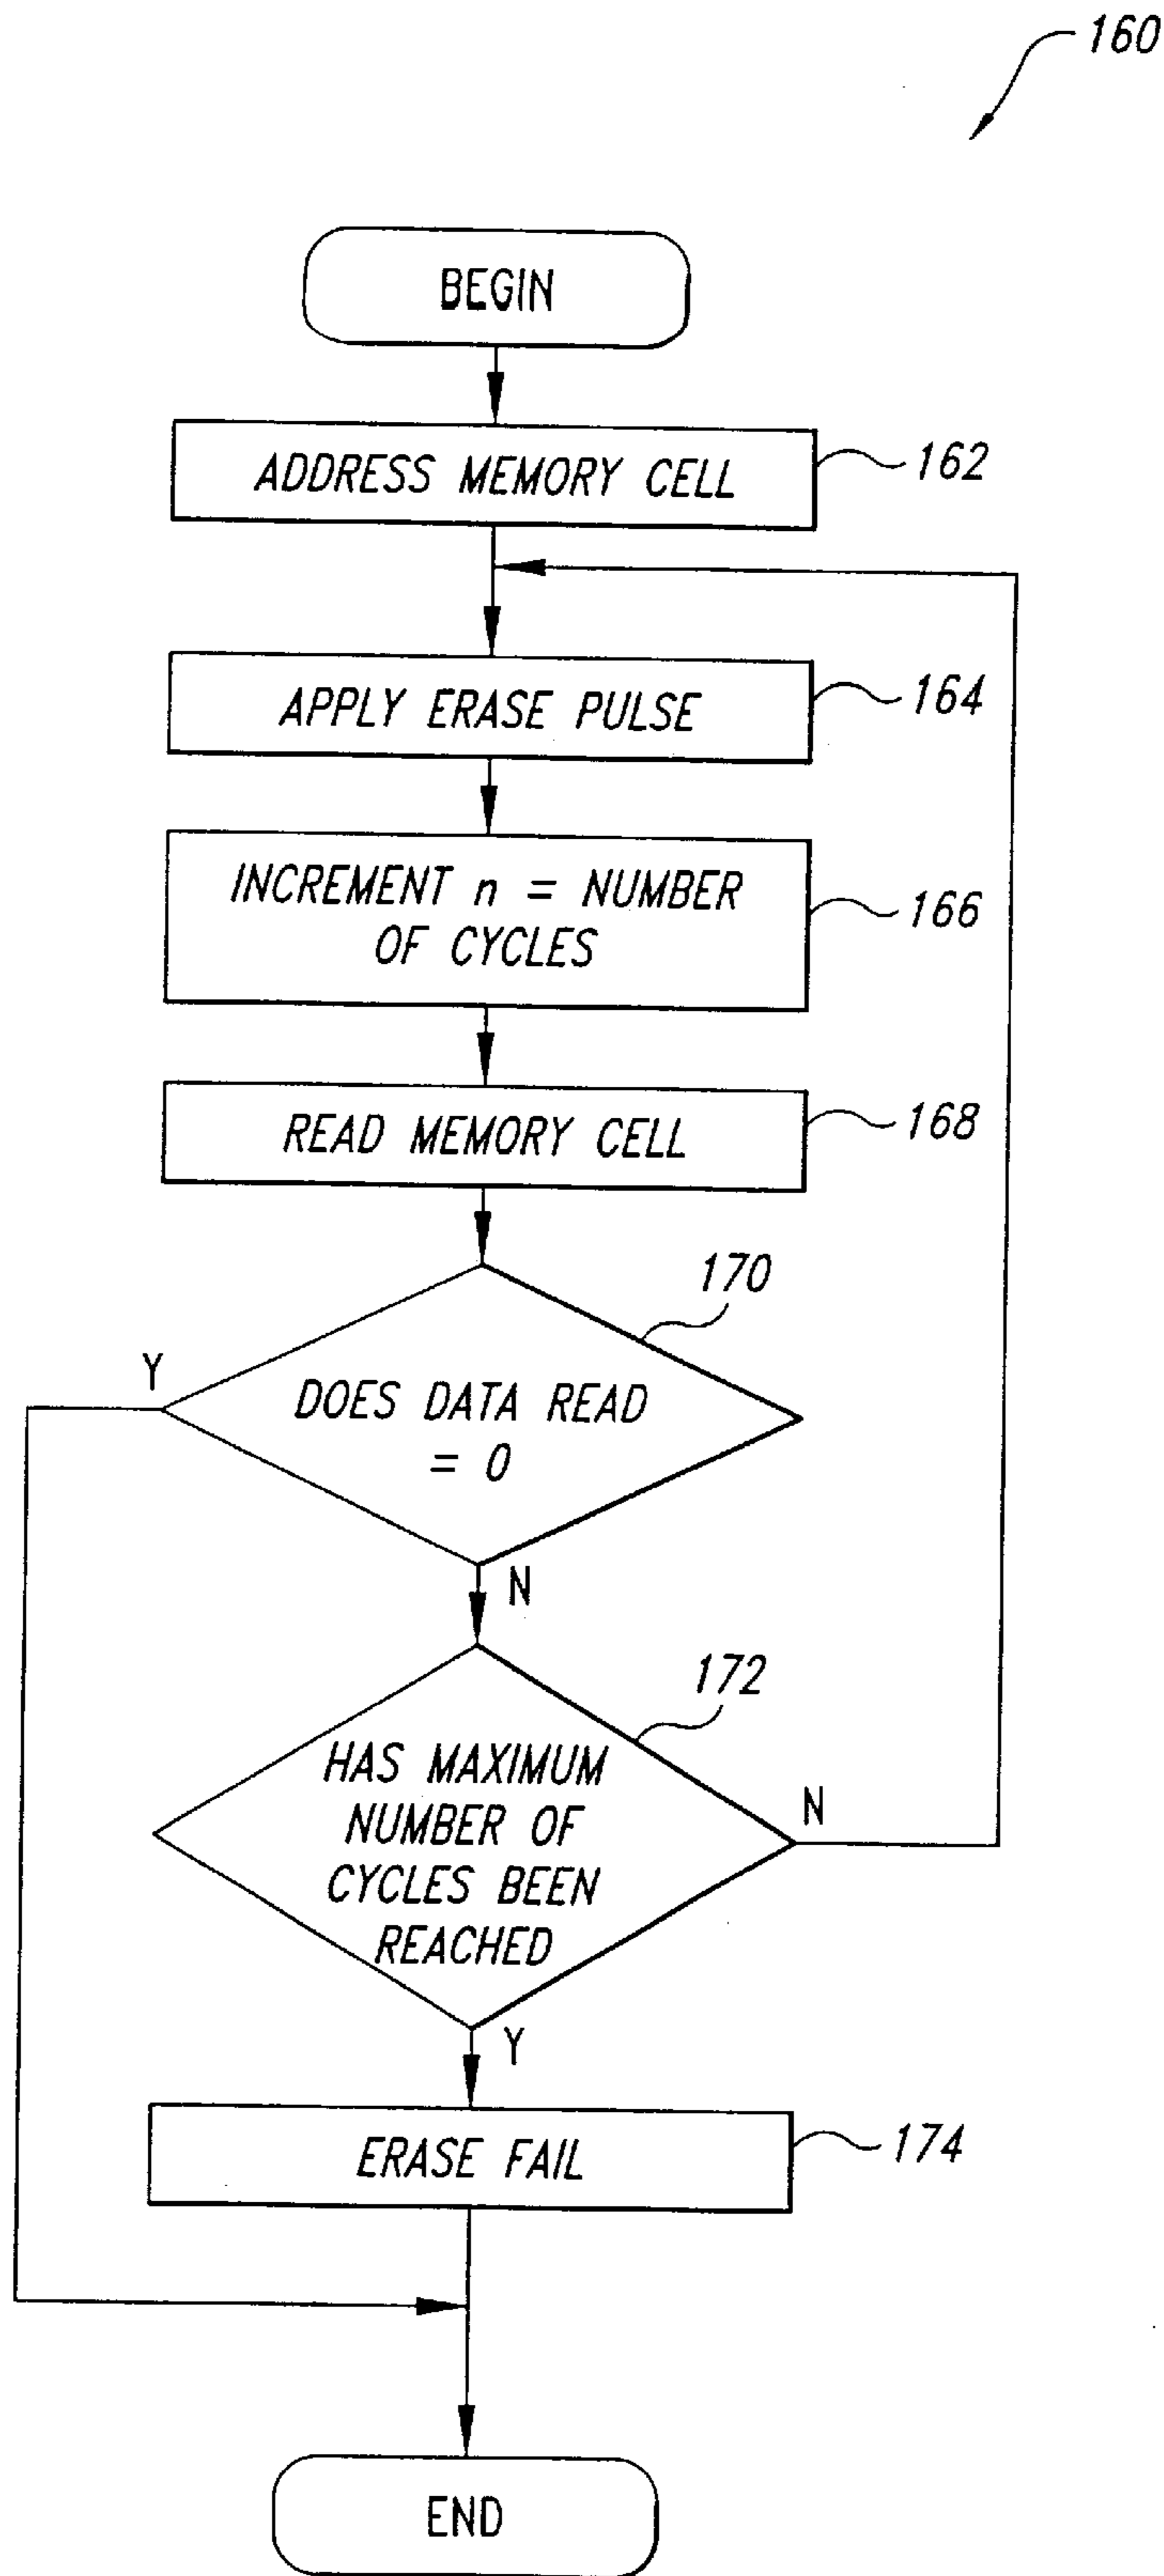 160
BEGIN
ADDRESS MEMORY CELL
162
APPLY ERASE PULSE
164
INCREMENT n = NUMBER
OF CYCLES
166
READ MEMORY CELL
168
170
Y
DOES DATA READ
= 0
N
172
HAS MAXIMUM
NUMBER OF
CYCLES BEEN
REACHED
N
Y
ERASE FAIL
174
END